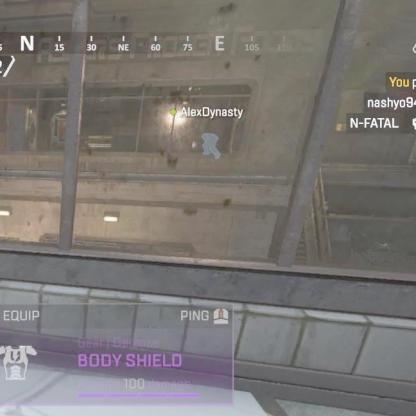 N 15 30 NE 60 75 E 105
You p
AlexDynasty
nashyo94
N-FATAL
EQUIP
PING
BODY SHIELD
100